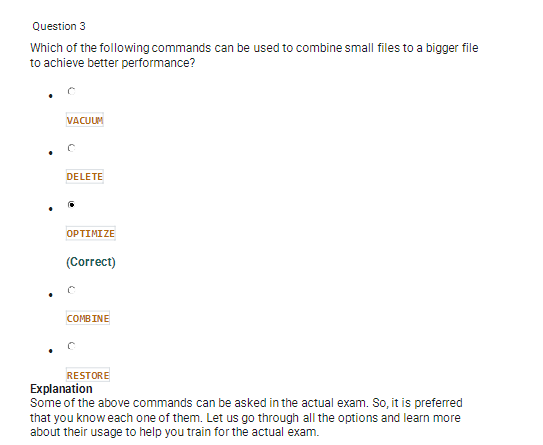 Question 3
Which of the following commands can be used to combine small files to a bigger file
to achieve better performance?
VACUUM
DELETE
OPTIMIZE
(Correct)
COMBINE
RESTORE
Explanation
Some of the above commands can be asked in the actual exam. So, it is preferred
that you know each one of them. Let us go through all the options and learn more
about their usage to help you train for the actual exam.